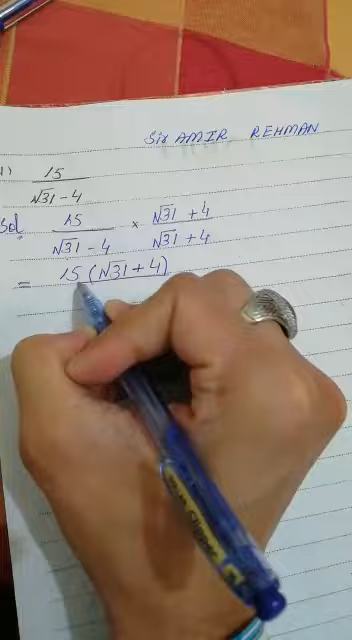 Sir AMIR REHMAN
1) 15
√31 - 4
Sol 15/(√31 - 4) × (√31 + 4)/(√31 + 4)
= 15(√31 + 4)